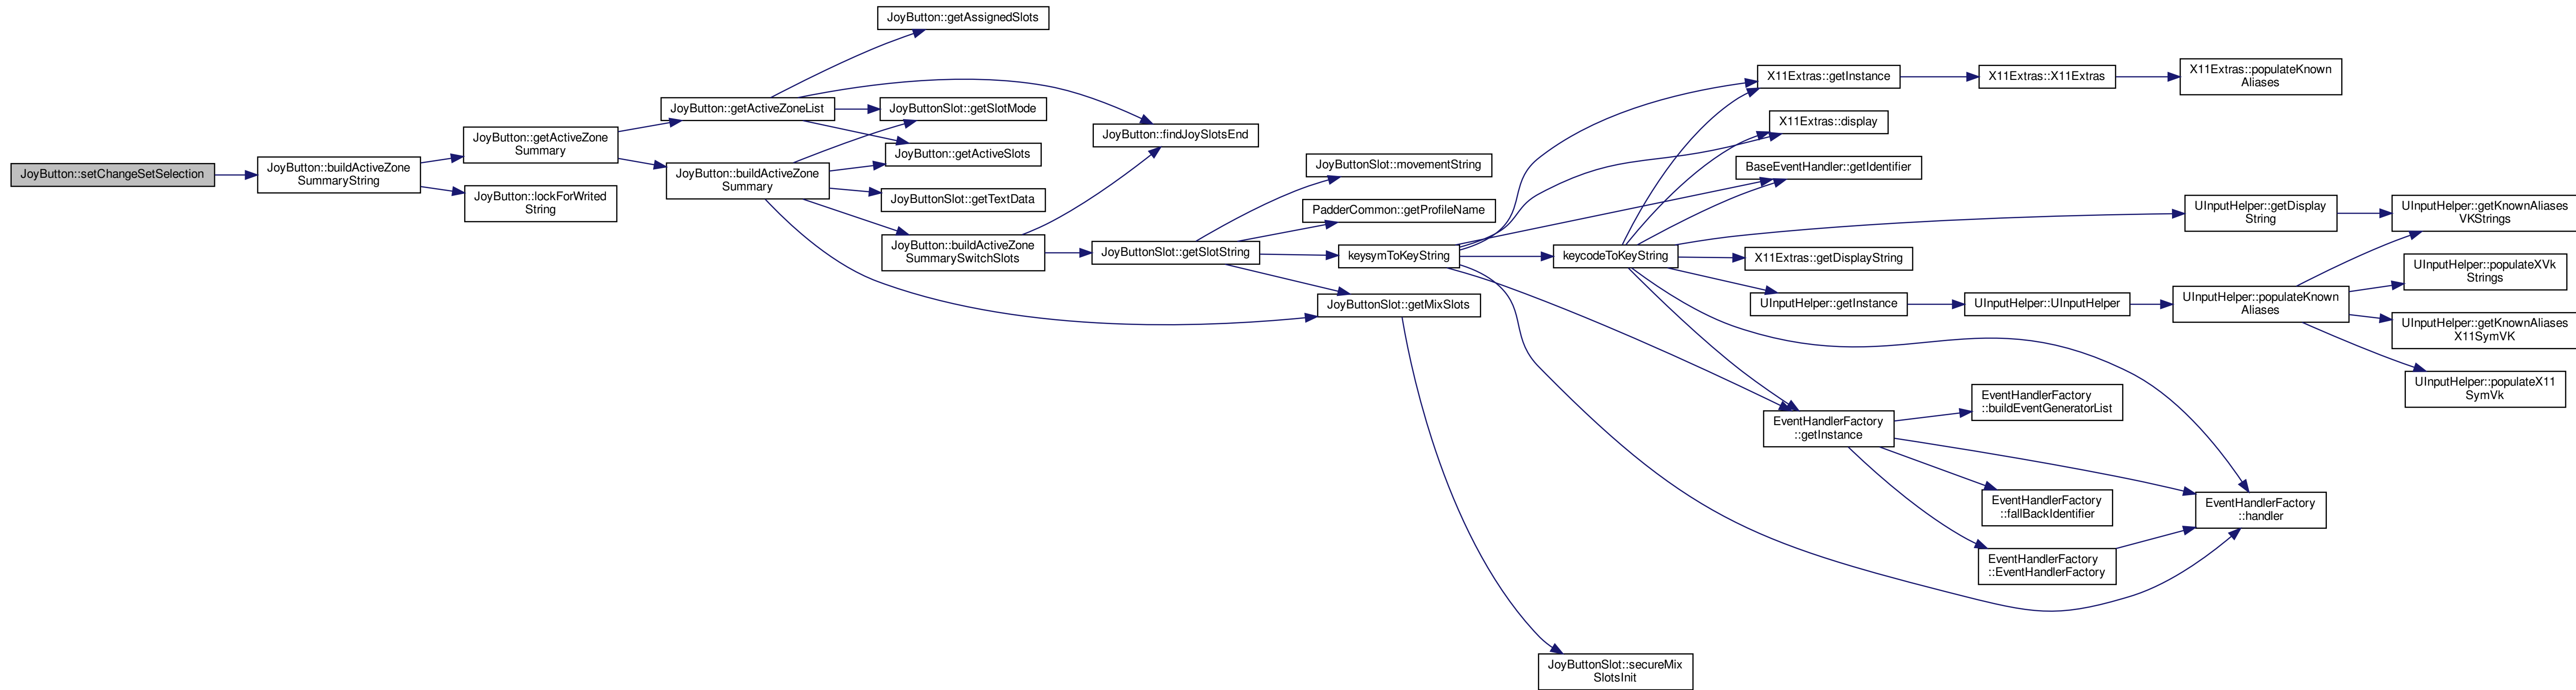 JoyButton::setChangeSetSelection
JoyButton::buildActiveZone
SummaryString
JoyButton::getActiveZone
Summary
JoyButton::lockForWrited
String
JoyButton::getActiveZoneList
JoyButton::buildActiveZone
Summary
JoyButton::getAssignedSlots
JoyButtonSlot::getSlotMode
JoyButton::getActiveSlots
JoyButtonSlot::getTextData
JoyButton::buildActiveZone
SummarySwitchSlots
JoyButton::findJoySlotsEnd
JoyButtonSlot::getSlotString
JoyButtonSlot::movementString
PadderCommon::getProfileName
keysymToKeyString
JoyButtonSlot::getMixSlots
keycodeToKeyString
JoyButtonSlot::secureMix
SlotsInit
X11Extras::getInstance
X11Extras::display
BaseEventHandler::getIdentifier
X11Extras::getDisplayString
UInputHelper::getInstance
EventHandlerFactory
::getInstance
X11Extras::X11Extras
UInputHelper::UInputHelper
EventHandlerFactory
::buildEventGeneratorList
EventHandlerFactory
::fallBackIdentifier
EventHandlerFactory
::EventHandlerFactory
X11Extras::populateKnown
Aliases
UInputHelper::getDisplay
String
UInputHelper::populateKnown
Aliases
EventHandlerFactory
::handler
UInputHelper::getKnownAliases
VKStrings
UInputHelper::populateXVk
Strings
UInputHelper::getKnownAliases
X11SymVK
UInputHelper::populateX11
SymVk